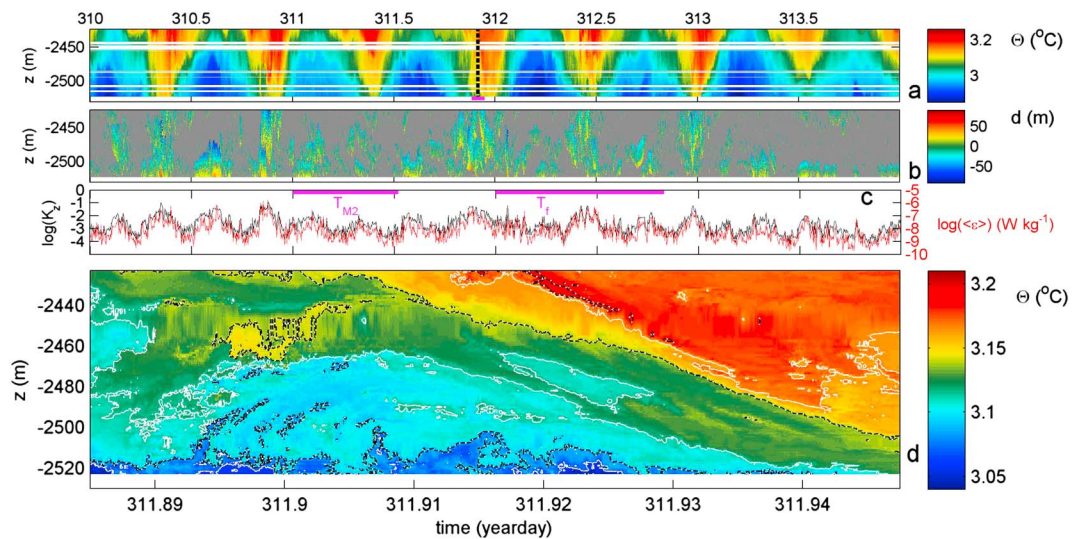 310 310.5 311 311.5 312 312.5 313 313.5
z (m)
-2450
-2500
a
3.2
3
Θ (°C)
z (m)
-2450
-2500
b
50
0
-50
d (m)
log(K_z)
0
-1
-2
-3
-4
T_M2
T_f
c
-5
-6
-7
-8
-9
-10
log(<ε>) (W kg⁻¹)
z (m)
-2440
-2460
-2480
-2500
-2520
d
3.2
3.15
3.1
3.05
Θ (°C)
311.89 311.9 311.91 311.92 311.93 311.94
time (yearday)